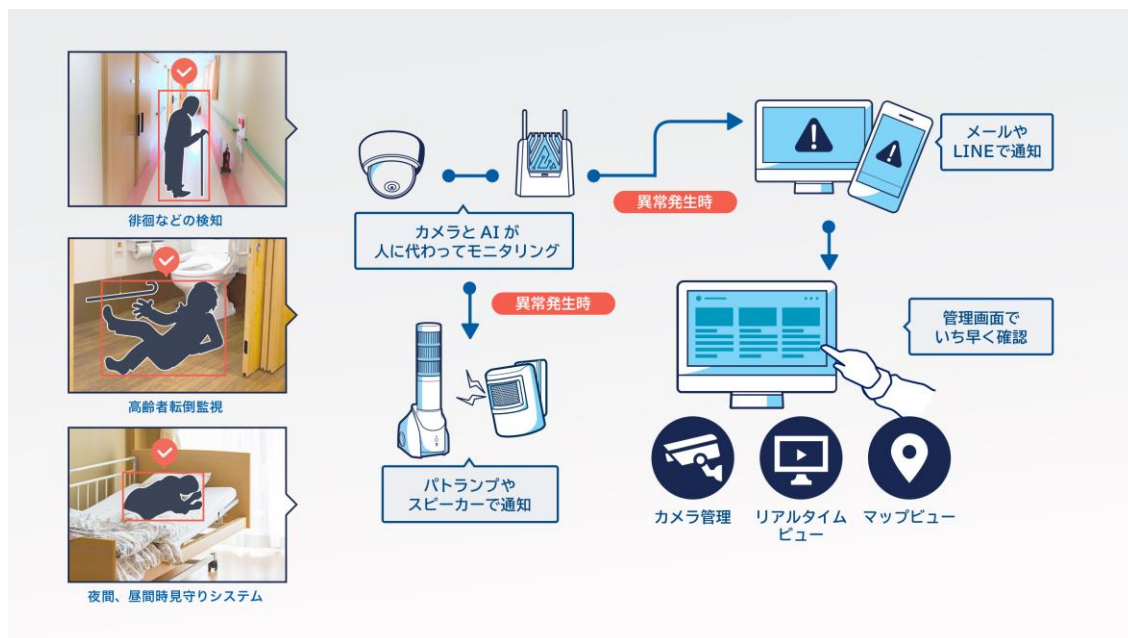 徘徊などの検知
高齢者転倒監視
夜間、昼間時見守りシステム
カメラと AI が
人に代わってモニタリング
異常発生時
パトランプや
スピーカーで通知
異常発生時
メールや
LINEで通知
管理画面で
いち早く確認
カメラ管理
リアルタイム
ビュー
マップビュー